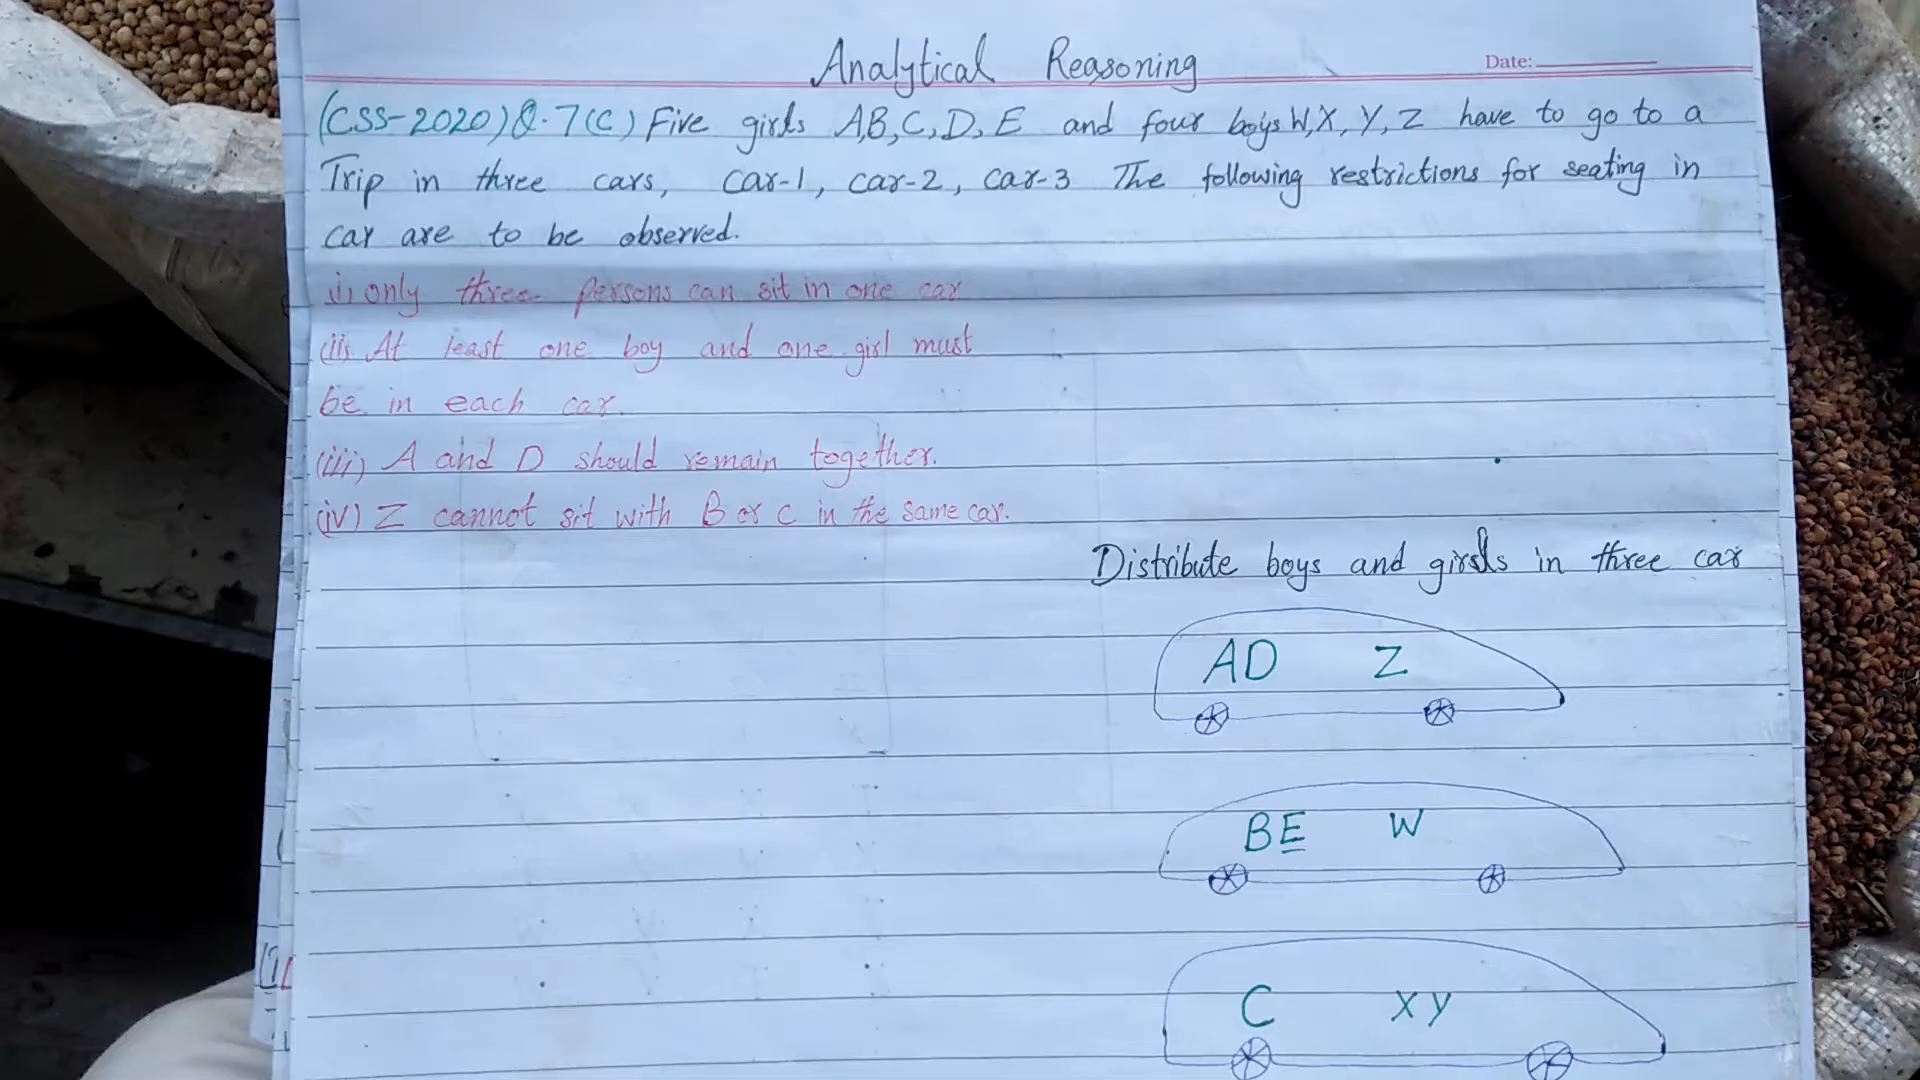 Analytical Reasoning
Date:
(CSS-2020)Q.7(C) Five girls A,B,C,D,E and four boys W,X,Y,Z have to go to a
Trip in three cars, Car-1, Car-2, Car-3 The following restrictions for seating in
car are to be observed.
(i) only three persons can sit in one car
(ii) At least one boy and one girl must
be in each car.
(iii) A and D should remain together.
(iv) Z cannot sit with B or C in the same car.
Distribute boys and girls in three car
AD Z
BE W
C XY